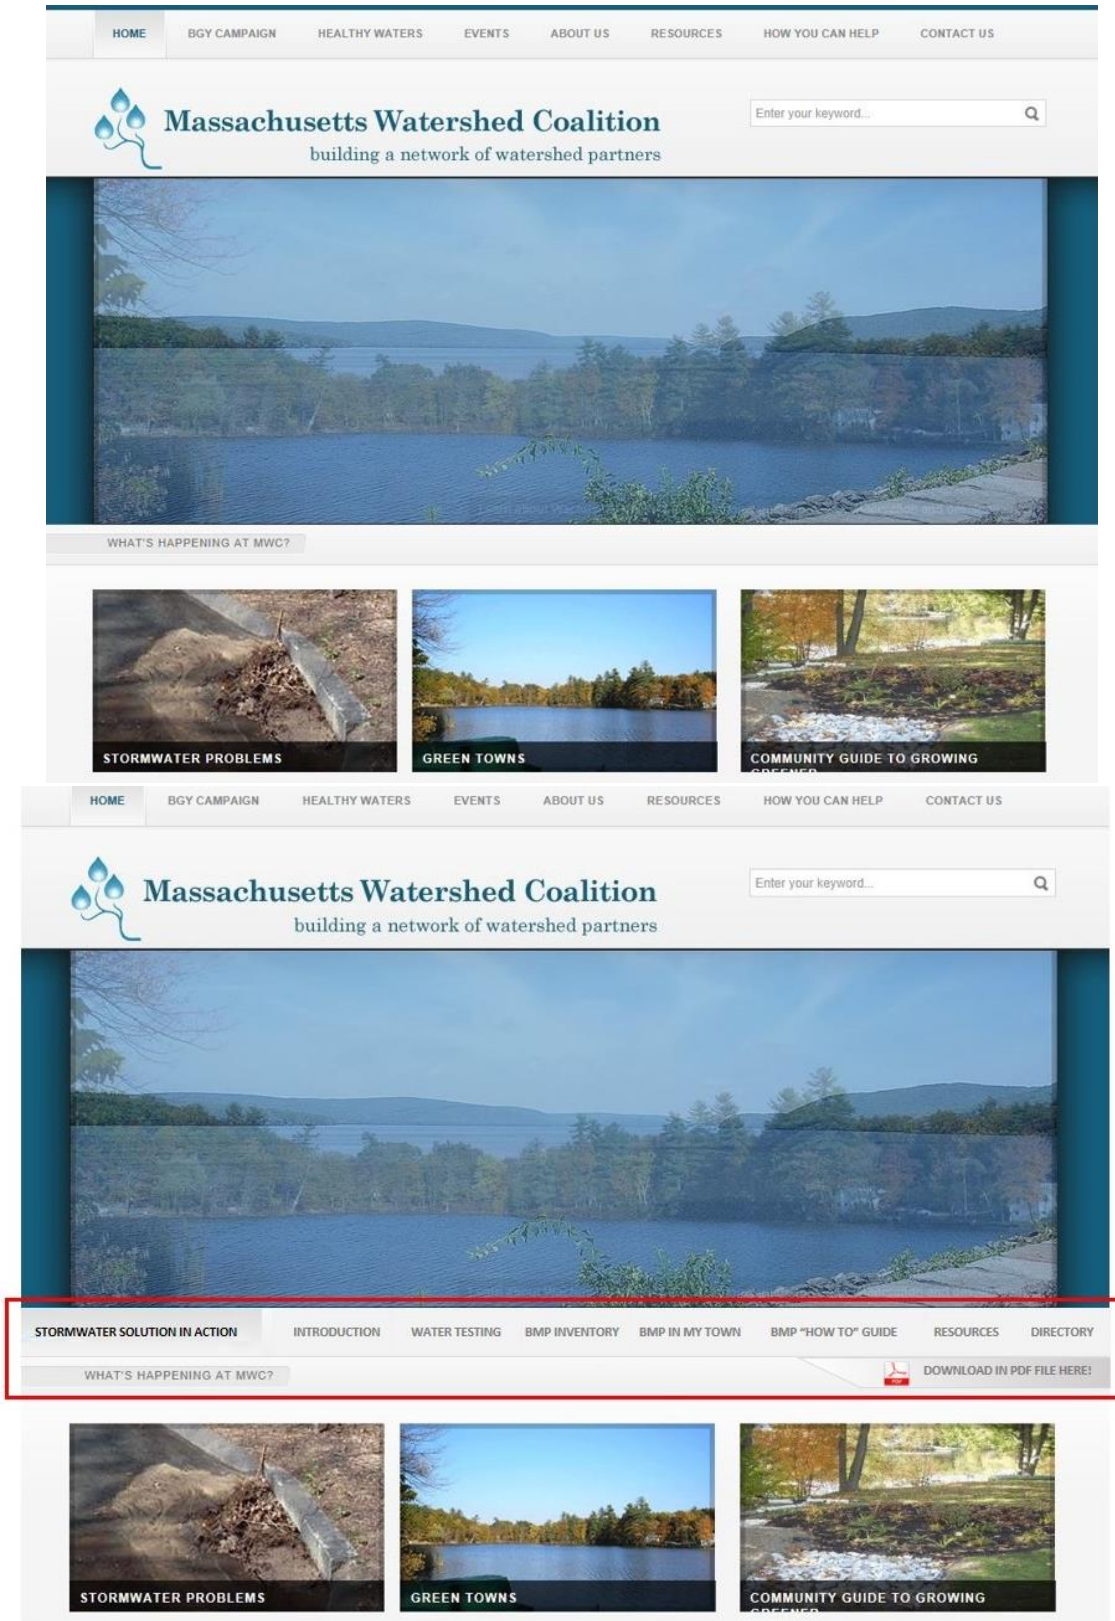 HOME BGY CAMPAIGN HEALTHY WATERS EVENTS ABOUT US RESOURCES HOW YOU CAN HELP CONTACT US
Massachusetts Watershed Coalition
Enter your keyword...
building a network of watershed partners
WHAT'S HAPPENING AT MWC?
STORMWATER PROBLEMS GREEN TOWNS COMMUNITY GUIDE TO GROWING
GREENER
HOME BGY CAMPAIGN HEALTHY WATERS EVENTS ABOUT US RESOURCES HOW YOU CAN HELP CONTACT US
Massachusetts Watershed Coalition
Enter your keyword...
building a network of watershed partners
STORMWATER SOLUTION IN ACTION INTRODUCTION WATER TESTING BMP INVENTORY BMP IN MY TOWN BMP “HOW TO” GUIDE RESOURCES DIRECTORY
WHAT'S HAPPENING AT MWC? DOWNLOAD IN PDF FILE HERE!
STORMWATER PROBLEMS GREEN TOWNS COMMUNITY GUIDE TO GROWING
GREENER